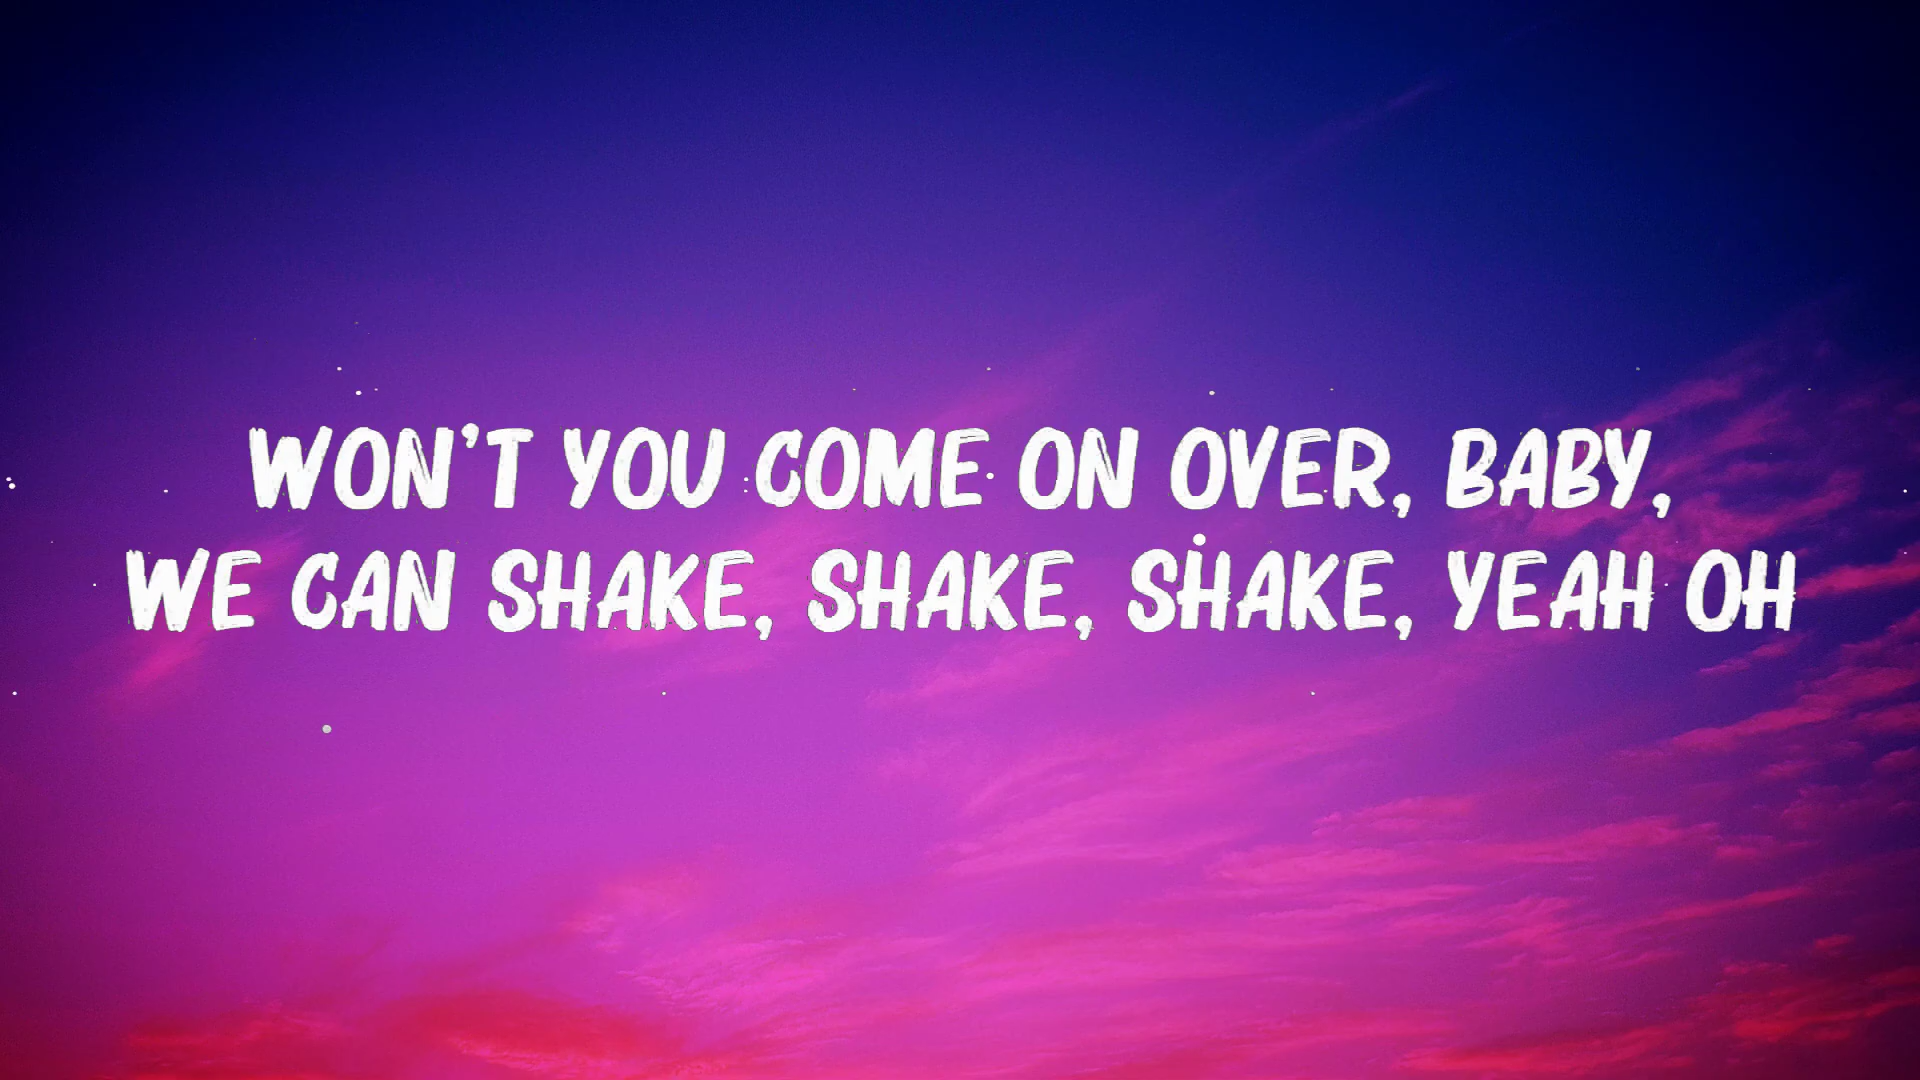 WON'T YOU COME ON OVER, BABY,
WE CAN SHAKE, SHAKE, SHAKE, YEAH OH